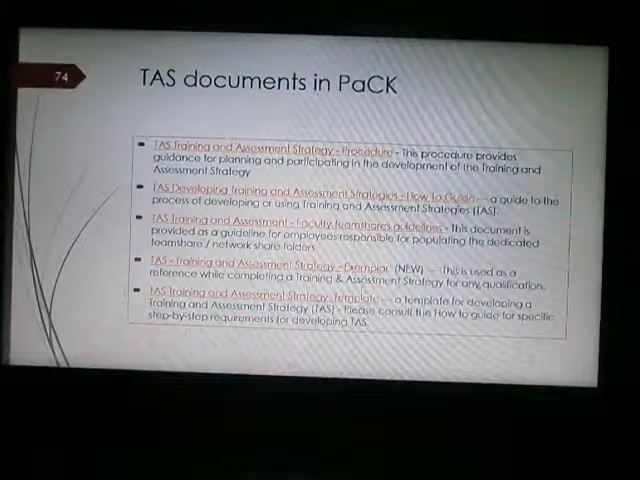 74
TAS documents in PaCK
TAS Training and Assessment Strategy - Procedure - This procedure provides
guidance for planning and participating in the development of the Training and
Assessment Strategy
TAS Developing Training and Assessment Strategies - How To Guide - a guide to the
process of developing or using Training and Assessment Strategies (TAS).
TAS Training and Assessment - Faculty teamshares guidelines - This document is
provided as a guideline for employees responsible for populating the dedicated
teamshare / network share folders
TAS - Training and Assessment Strategy - Exemplar (NEW) – This is used as a
reference while completing a Training & Assessment Strategy for any qualification.
TAS Training and Assessment Strategy Template – a template for developing a
Training and Assessment Strategy (TAS) - Please consult the How to guide for specific
step-by-step requirements for developing TAS.